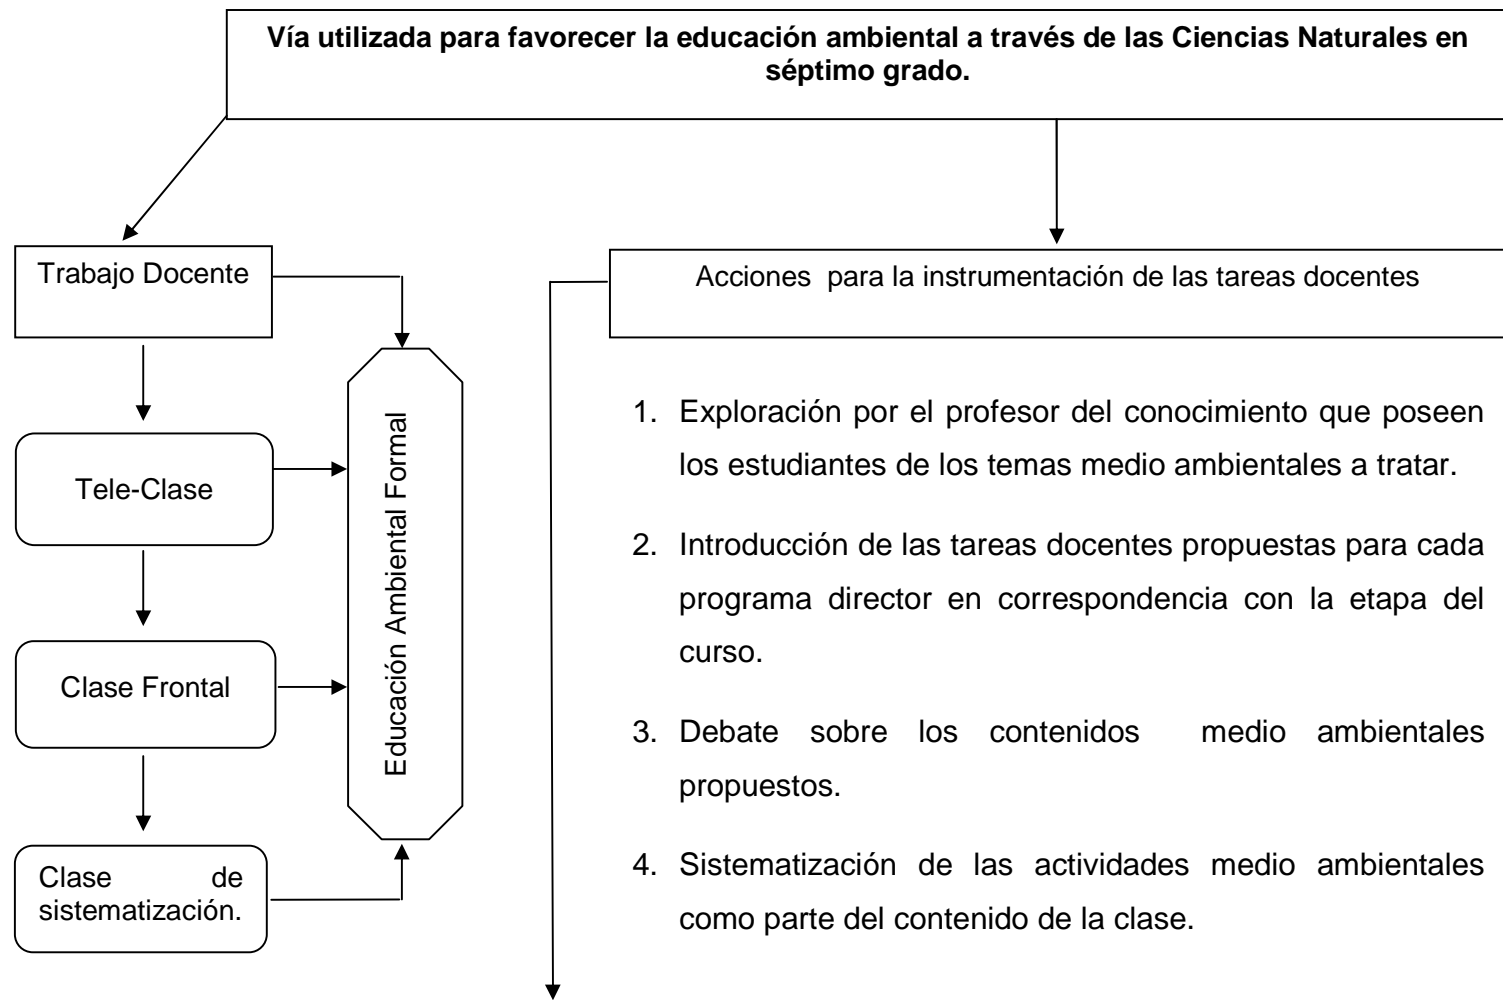 Vía utilizada para favorecer la educación ambiental a través de las Ciencias Naturales en
séptimo grado.
Trabajo Docente
Tele-Clase
Clase Frontal
Clase de
sistematización.
Educación Ambiental Formal
Acciones para la instrumentación de las tareas docentes
1. Exploración por el profesor del conocimiento que poseen
los estudiantes de los temas medio ambientales a tratar.
2. Introducción de las tareas docentes propuestas para cada
programa director en correspondencia con la etapa del
curso.
3. Debate sobre los contenidos medio ambientales
propuestos.
4. Sistematización de las actividades medio ambientales
como parte del contenido de la clase.